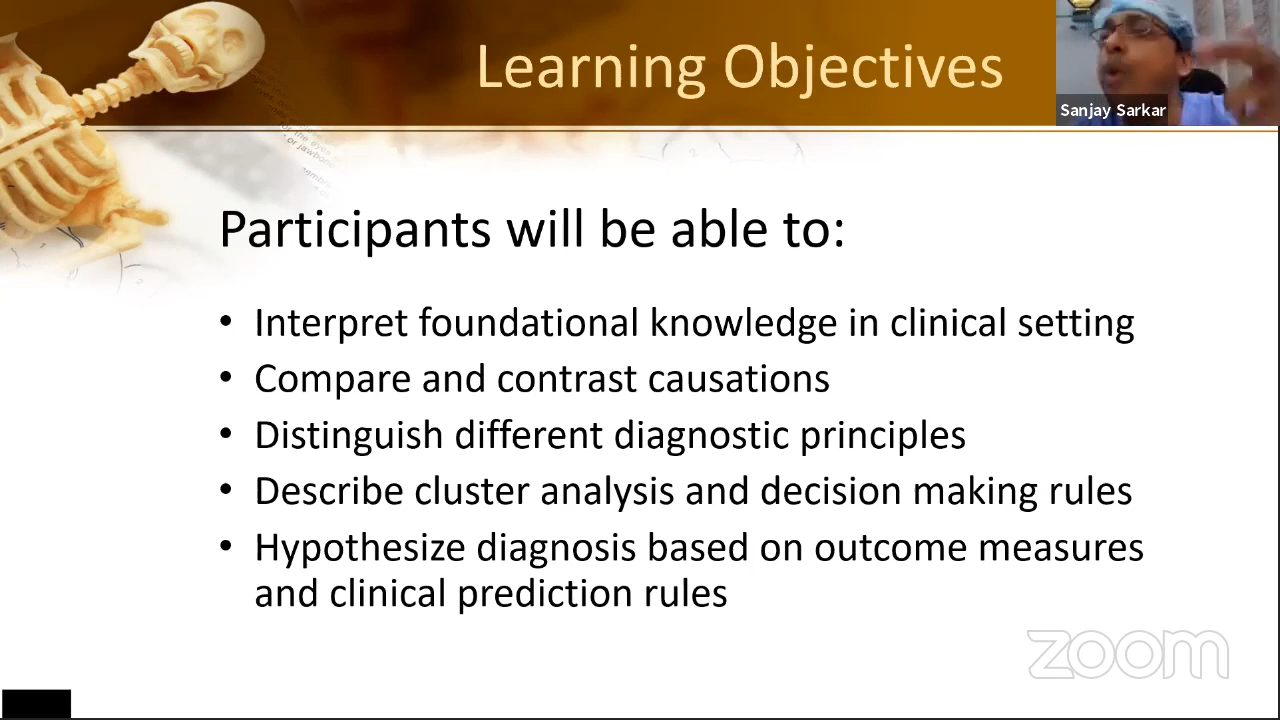 Learning Objectives
Sanjay Sarkar
Participants will be able to:
• Interpret foundational knowledge in clinical setting
• Compare and contrast causations
• Distinguish different diagnostic principles
• Describe cluster analysis and decision making rules
• Hypothesize diagnosis based on outcome measures
and clinical prediction rules
zoom